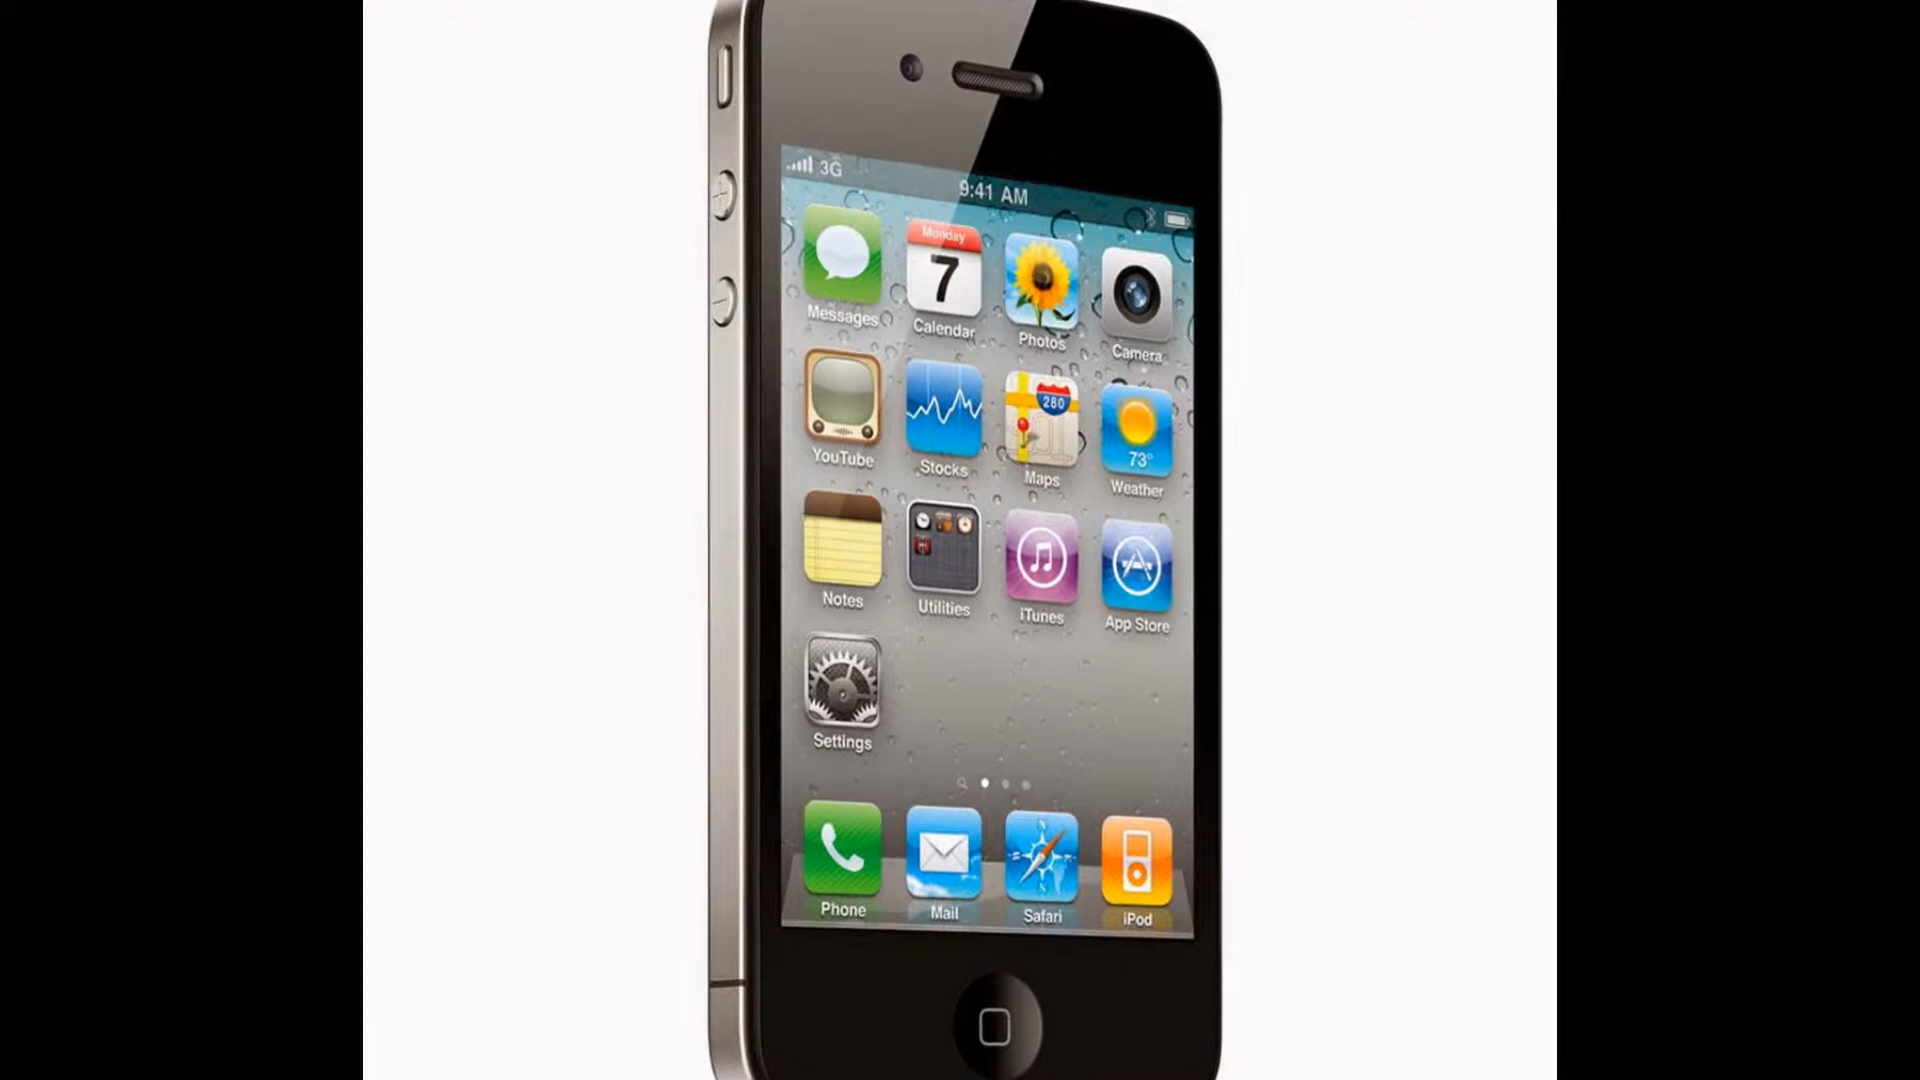 3G
9:41 AM
Monday
7
Messages
Calendar
Photos
Camera
280
73°
YouTube
Stocks
Maps
Weather
Notes
Utilities
iTunes
App Store
Settings
Phone
Mail
Safari
iPod